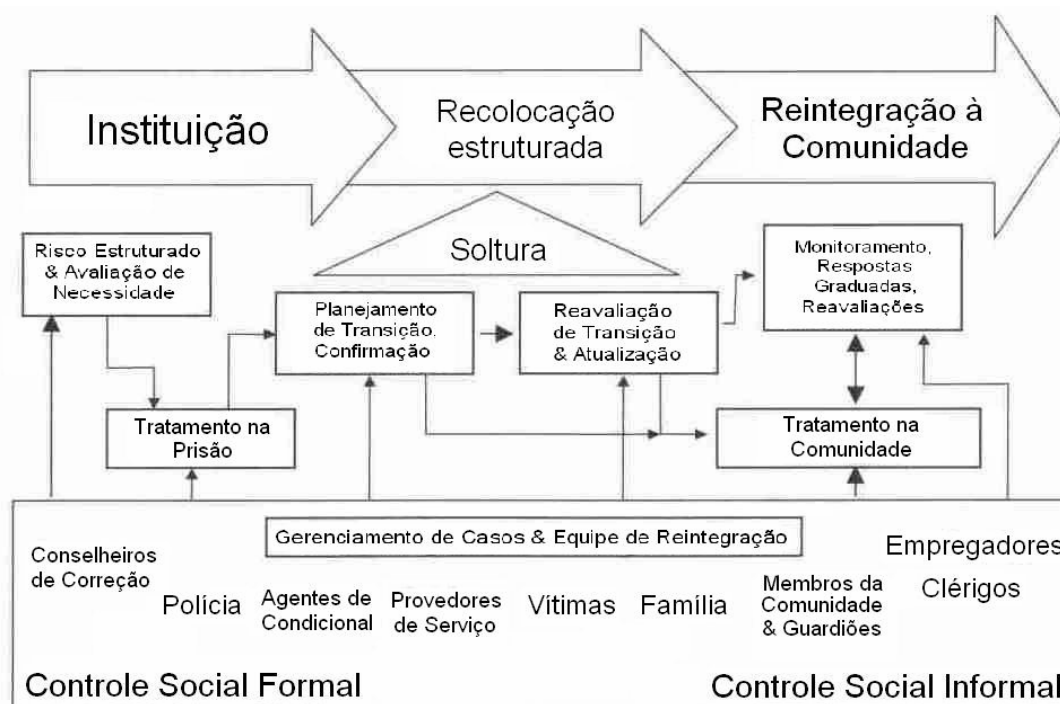 Instituição
Recolocação
estruturada
Reintegração à
Comunidade
Soltura
Risco Estruturado
& Avaliação de
Necessidade
Planejamento
de Transição,
Confirmação
Reavaliação
de Transição
& Atualização
Monitoramento,
Respostas
Graduadas,
Reavaliações
Tratamento na
Prisão
Tratamento na
Comunidade
Gerenciamento de Casos & Equipe de Reintegração
Conselheiros
de Correção
Polícia
Agentes de
Condicional
Provedores
de Serviço
Vítimas
Família
Membros da
Comunidade
& Guardiões
Empregadores
Clérigos
Controle Social Formal
Controle Social Informal